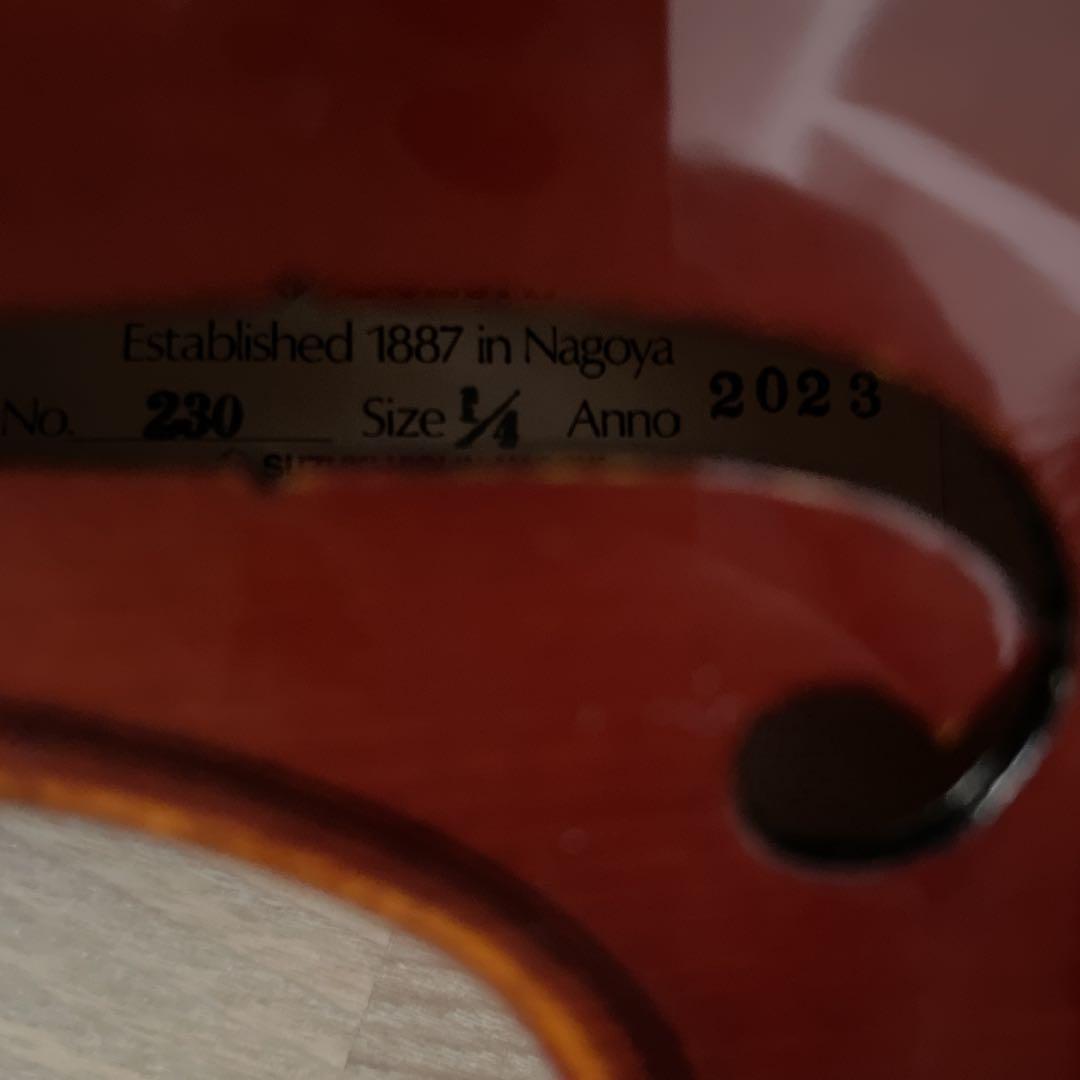 Established 1887 in Nagoya
No. 230 Size 1/4 Anno 2023